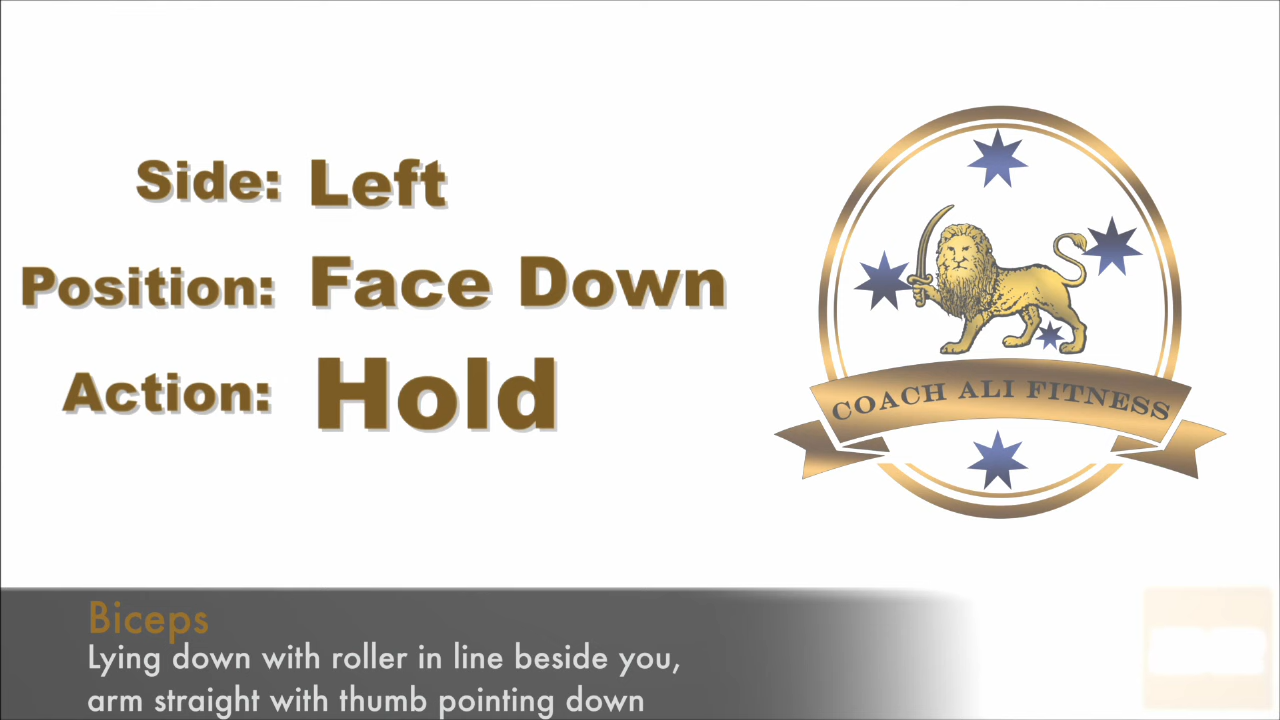 Side: Left
Position: Face Down
Action: Hold
COACH ALI FITNESS
Biceps
Lying down with roller in line beside you,
arm straight with thumb pointing down